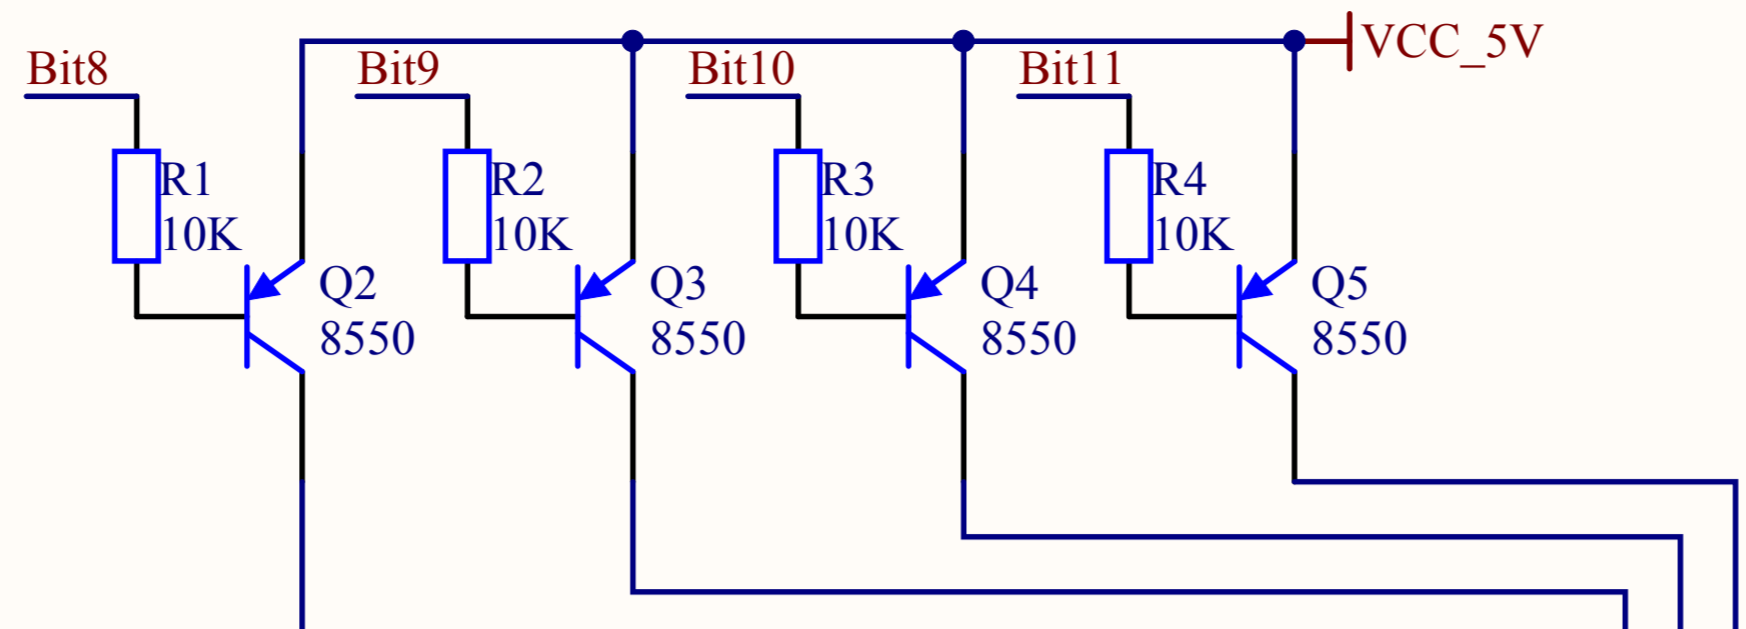 VCC_5V
Bit8
Bit9
Bit10
Bit11
R1
10K
R2
10K
R3
10K
R4
10K
Q2
8550
Q3
8550
Q4
8550
Q5
8550